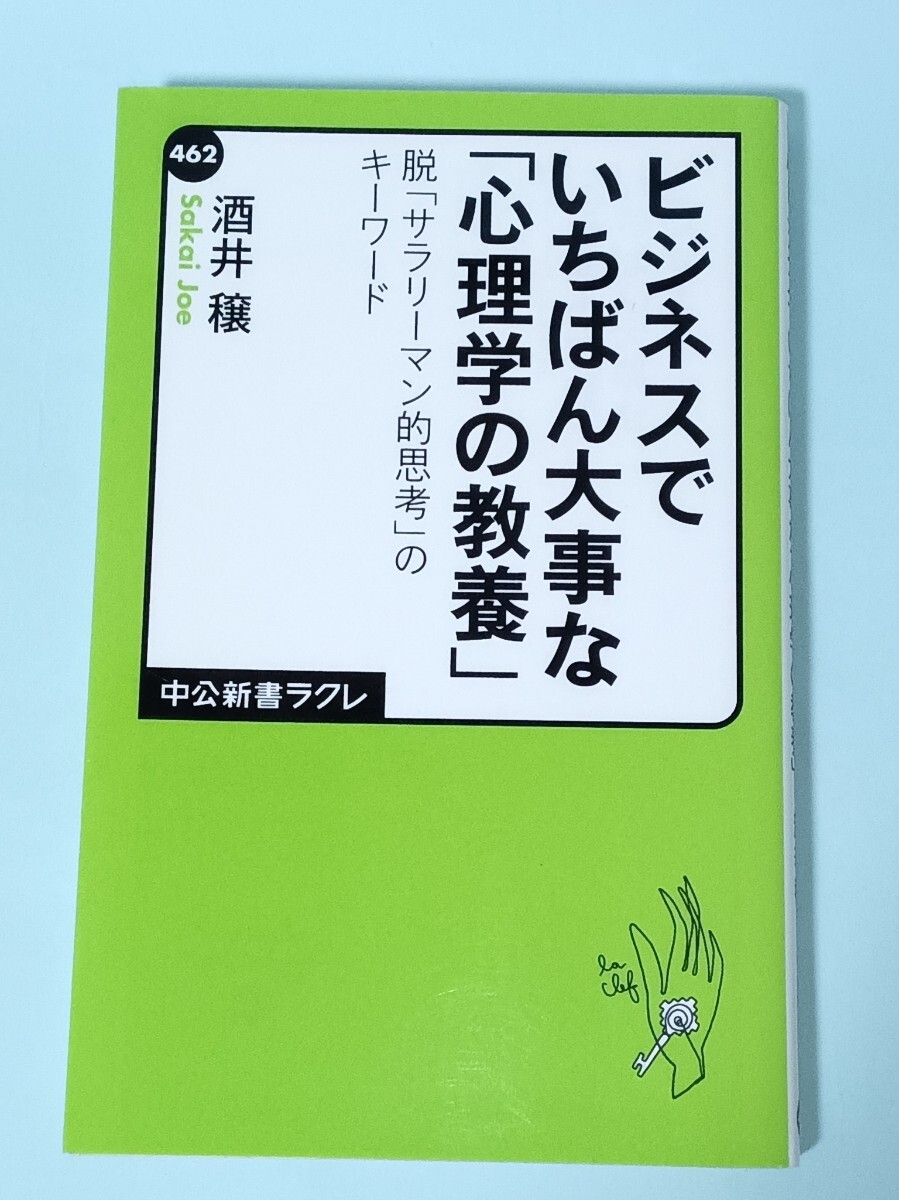 ビジネスで
いちばん大事な
「心理学の教養」
脱「サラリーマン的思考」の
キーワード
462
酒井 穣
Sakai Joe
中公新書ラクレ
la
clef